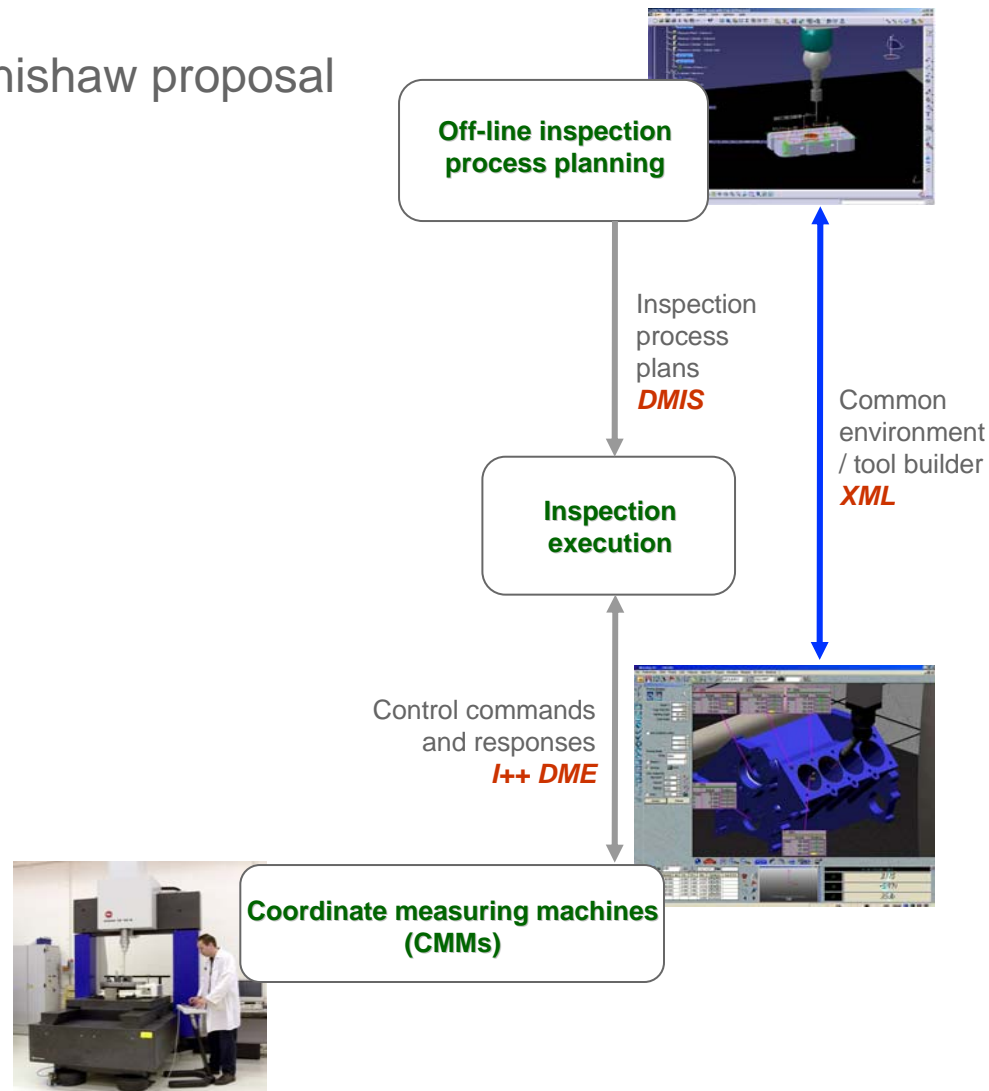 nishaw proposal
Off-line inspection
process planning
Inspection
process
plans
DMIS
Common
environment
/ tool builder
XML
Inspection
execution
Control commands
and responses
I++ DME
Coordinate measuring machines
(CMMs)